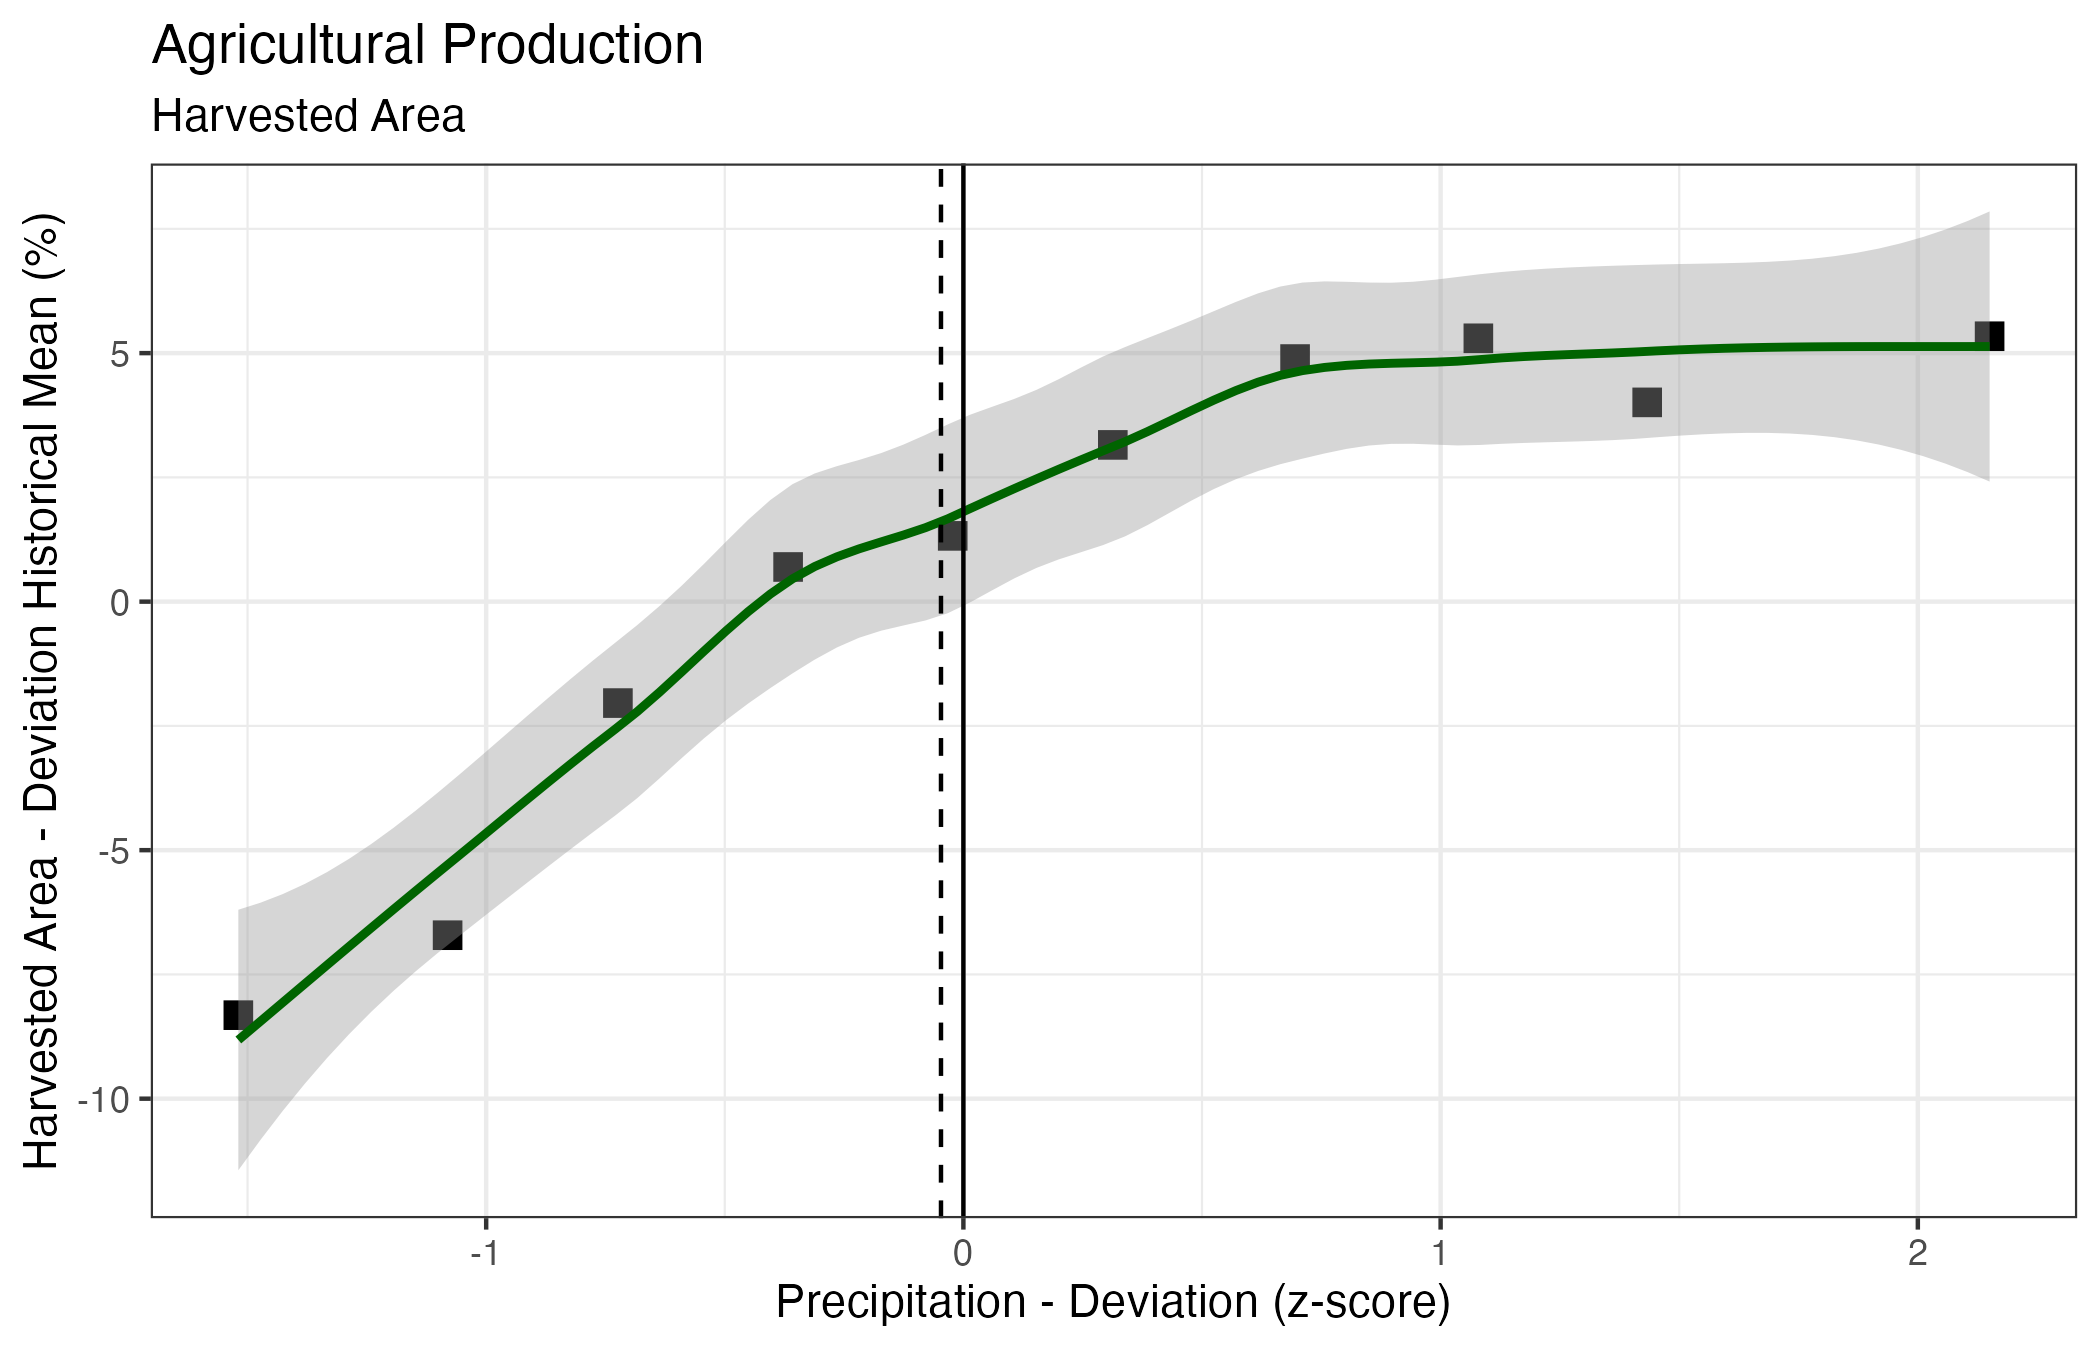 Agricultural Production
Harvested Area
Harvested Area - Deviation Historical Mean (%)
5
0
-5
-10
-1 0 1 2
Precipitation - Deviation (z-score)